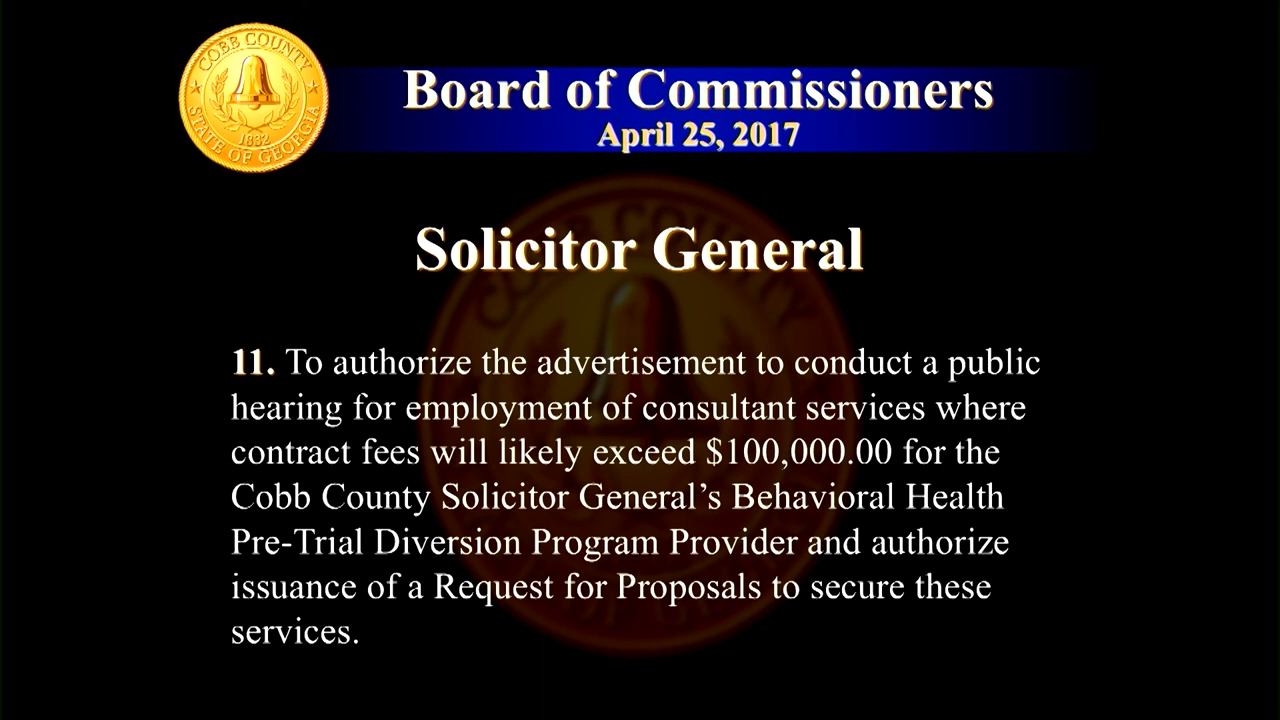 COBB COUNTY
STATE OF GEORGIA
1832
Board of Commissioners
April 25, 2017
Solicitor General
11. To authorize the advertisement to conduct a public
hearing for employment of consultant services where
contract fees will likely exceed $100,000.00 for the
Cobb County Solicitor General’s Behavioral Health
Pre-Trial Diversion Program Provider and authorize
issuance of a Request for Proposals to secure these
services.